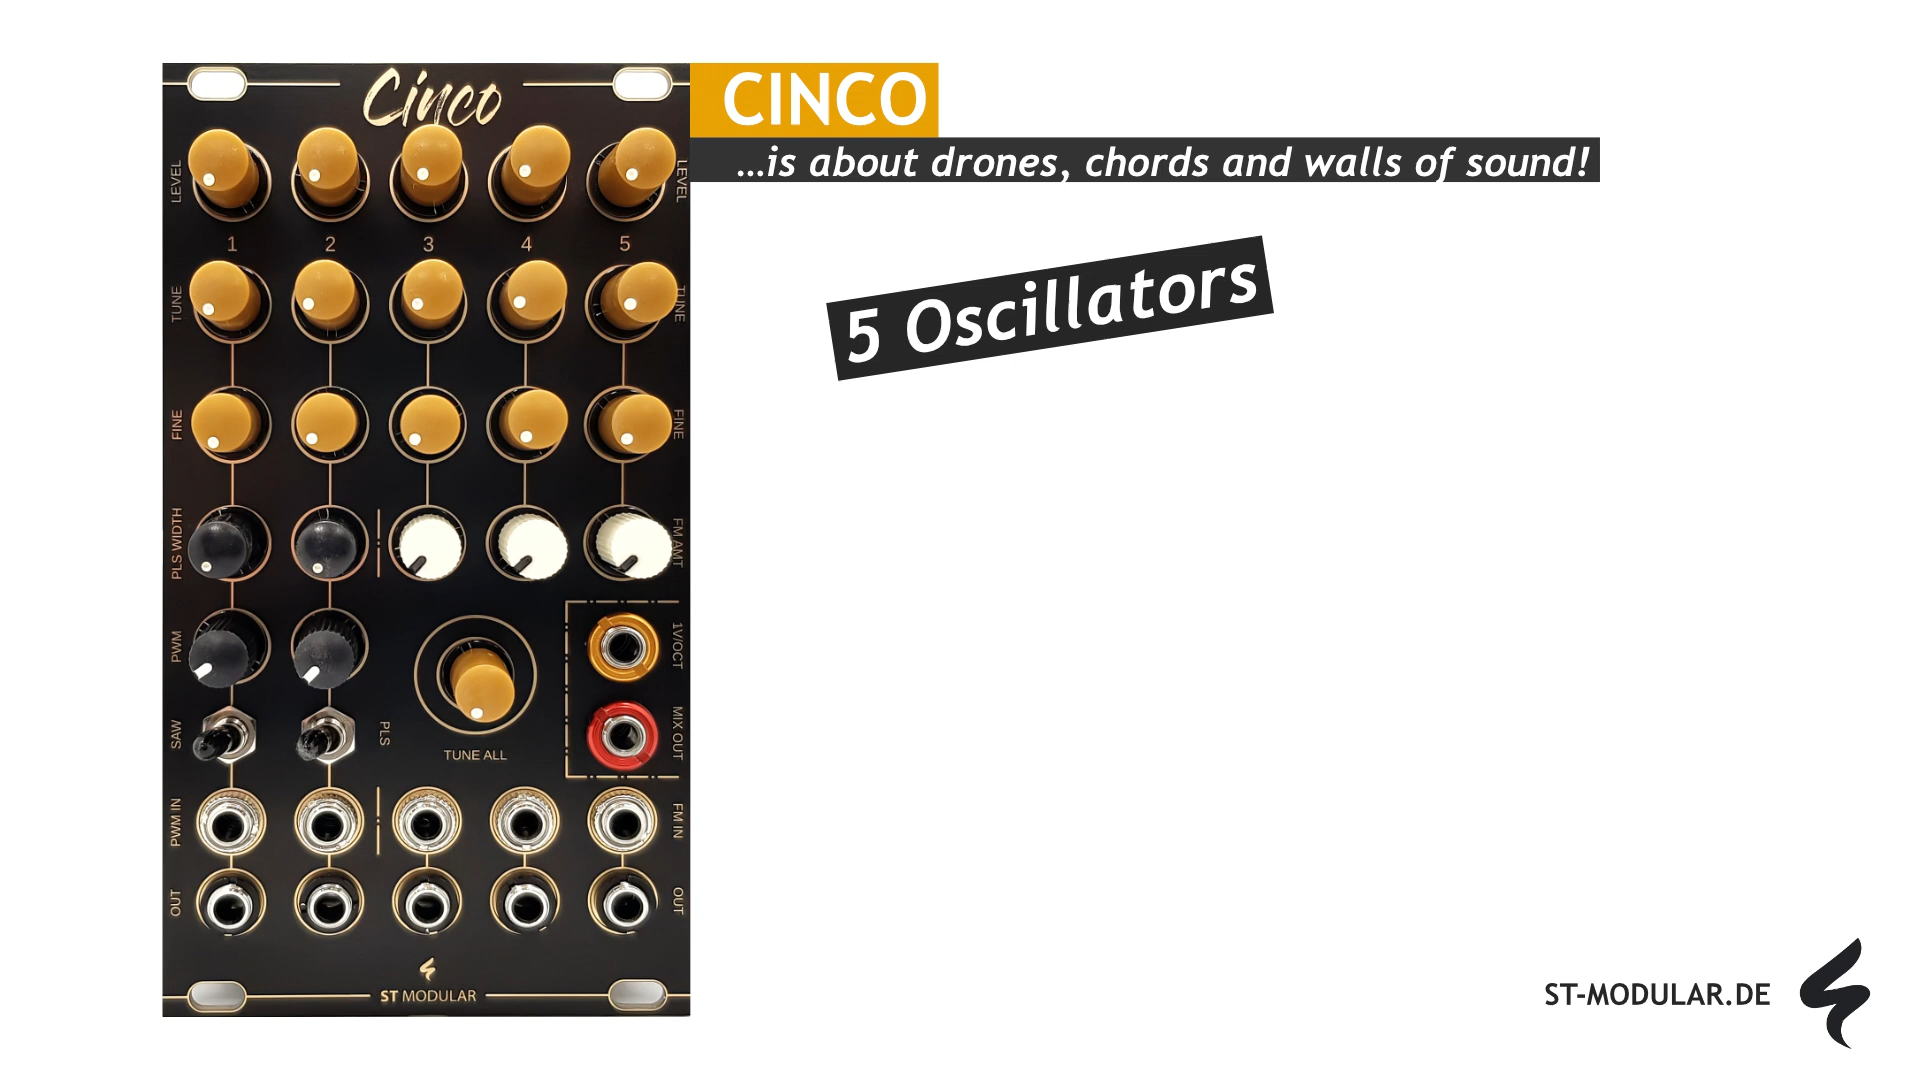 Cinco
CINCO
...is about drones, chords and walls of sound!
5 Oscillators
LEVEL
LEVEL
1 2 3 4 5
TUNE
TUNE
FINE
FINE
PLS WIDTH
FM AMT
PWM
1V/OCT
SAW
PLS
TUNE ALL
MIX OUT
PWM IN
FM IN
OUT
OUT
ST MODULAR
ST-MODULAR.DE